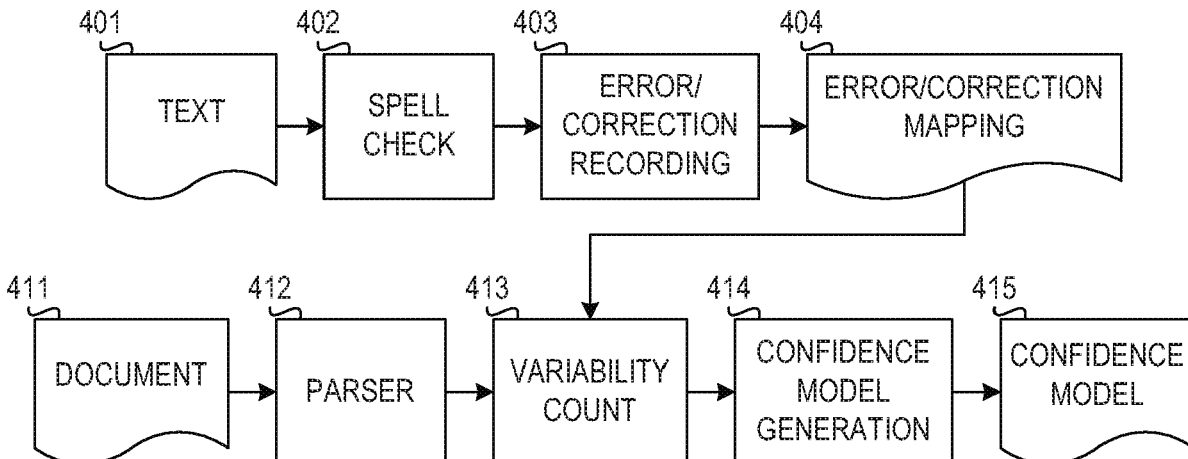 401
402
403
404
TEXT
SPELL
CHECK
ERROR/
CORRECTION
RECORDING
ERROR/CORRECTION
MAPPING
411
412
413
414
415
DOCUMENT
PARSER
VARIABILITY
COUNT
CONFIDENCE
MODEL
GENERATION
CONFIDENCE
MODEL